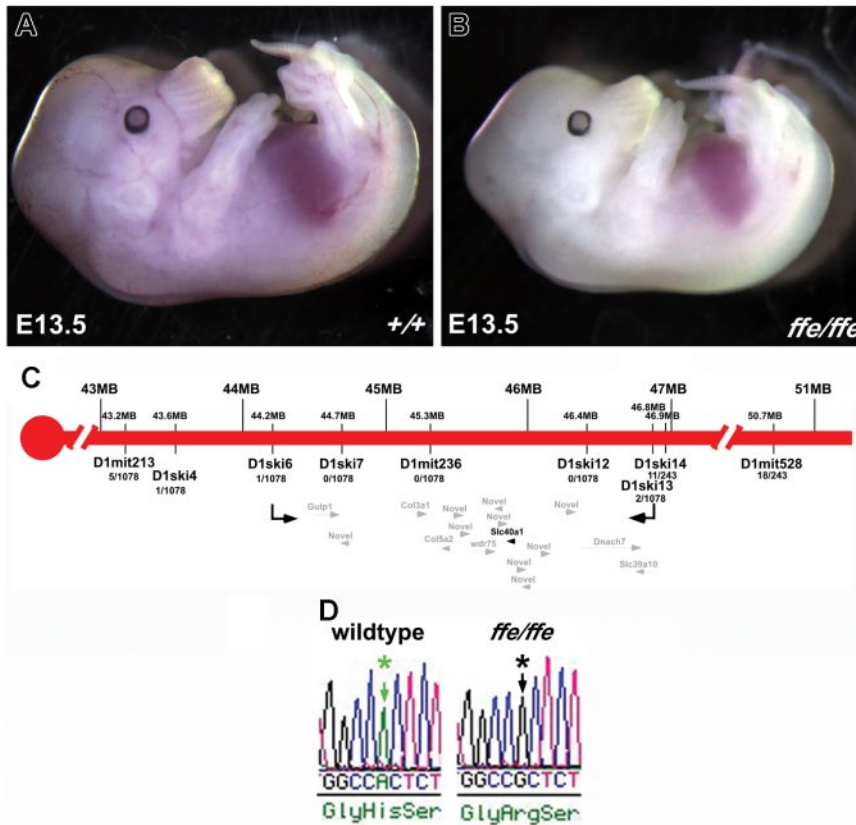 A
B
E13.5
+/+
E13.5
ffe/ffe
C
43MB 44MB 45MB 46MB 47MB 51MB
43.2MB 43.6MB 44.2MB 44.7MB 45.3MB 46.4MB 46.8MB 46.9MB 50.7MB
D1mit213 D1ski4 D1ski6 D1ski7 D1mit236 D1ski12 D1ski14 D1mit528
5/1078 1/1078 1/1078 0/1078 0/1078 0/1078 11/243 18/243
D1ski13
2/1078
Gulp1 Col3a1 Novel Novel Novel
Novel Col5a2 Novel wdr75 Novel Slc40a1 Novel Dnach7
Novel Novel Slc39a10
D
wildtype ffe/ffe
* *
GGCCACTCT GGCCGCTCT
GlyHisSer GlyArgSer